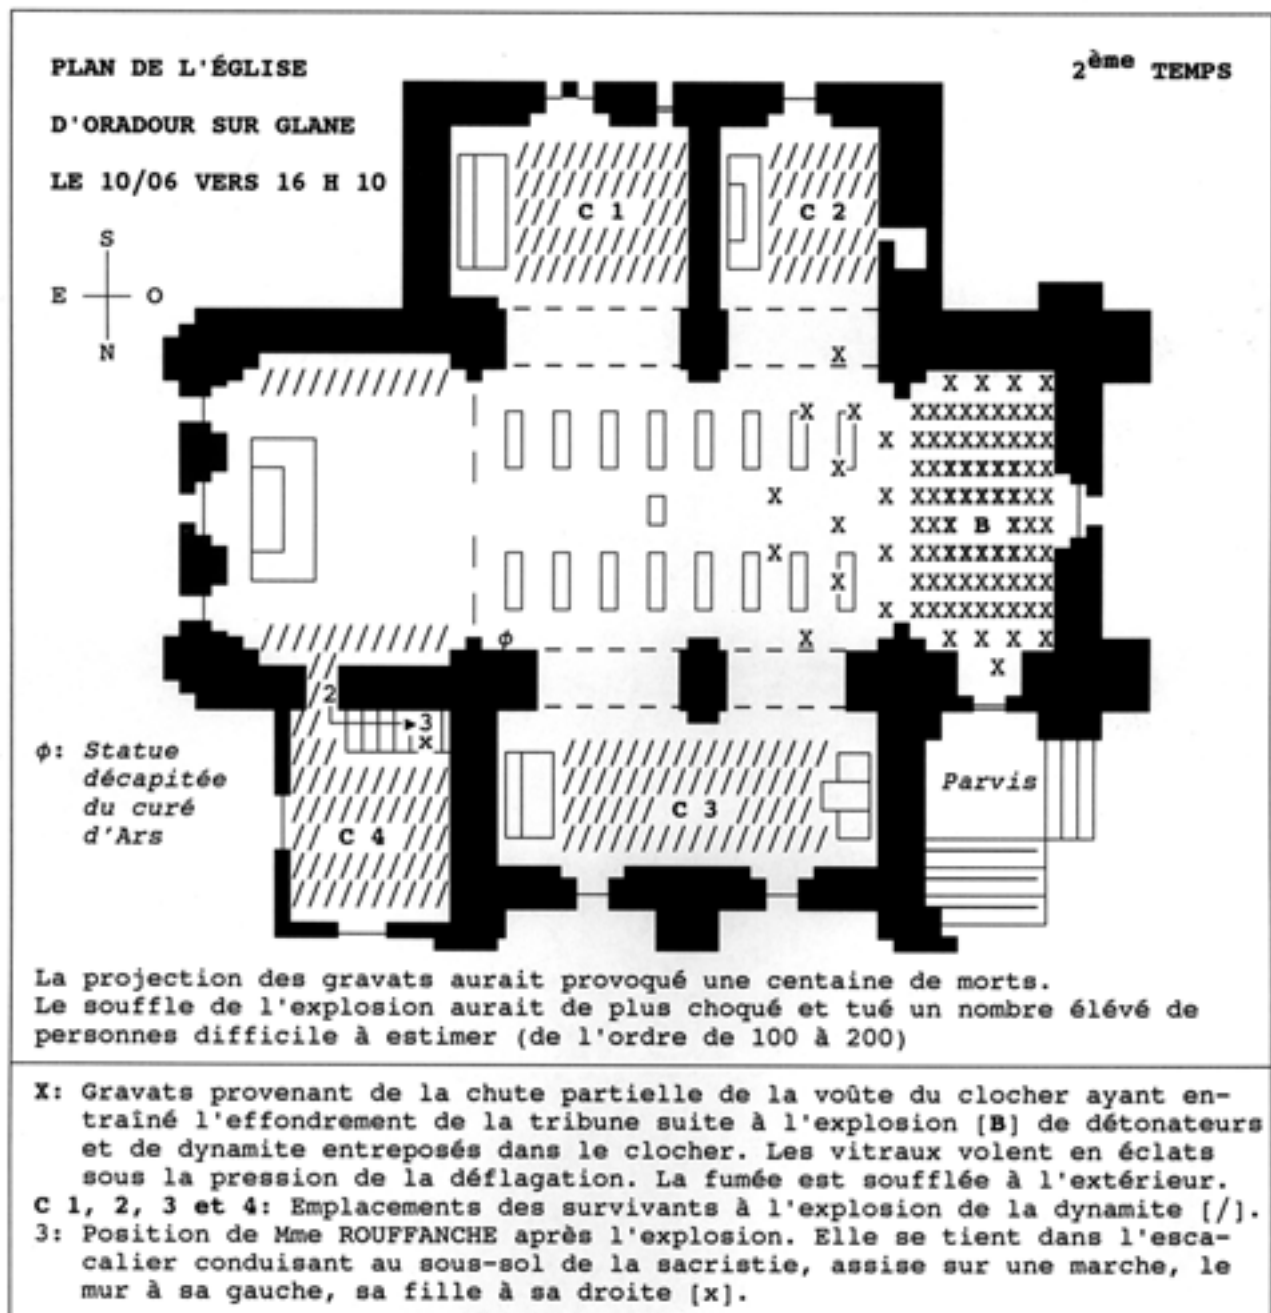 PLAN DE L'ÉGLISE
2ème TEMPS
D'ORADOUR SUR GLANE
LE 10/06 VERS 16 H 10
S
E O
N
C 1
C 2
B
2
3
x
φ
φ: Statue
décapitée
du curé
d'Ars
C 4
C 3
Parvis
La projection des gravats aurait provoqué une centaine de morts.
Le souffle de l'explosion aurait de plus choqué et tué un nombre élévé de
personnes difficile à estimer (de l'ordre de 100 à 200)
X: Gravats provenant de la chute partielle de la voûte du clocher ayant en-
traîné l'effondrement de la tribune suite à l'explosion [B] de détonateurs
et de dynamite entreposés dans le clocher. Les vitraux volent en éclats
sous la pression de la déflagration. La fumée est soufflée à l'extérieur.
C 1, 2, 3 et 4: Emplacements des survivants à l'explosion de la dynamite [/].
3: Position de Mme ROUFFANCHE après l'explosion. Elle se tient dans l'esca-
calier conduisant au sous-sol de la sacristie, assise sur une marche, le
mur à sa gauche, sa fille à sa droite [x].